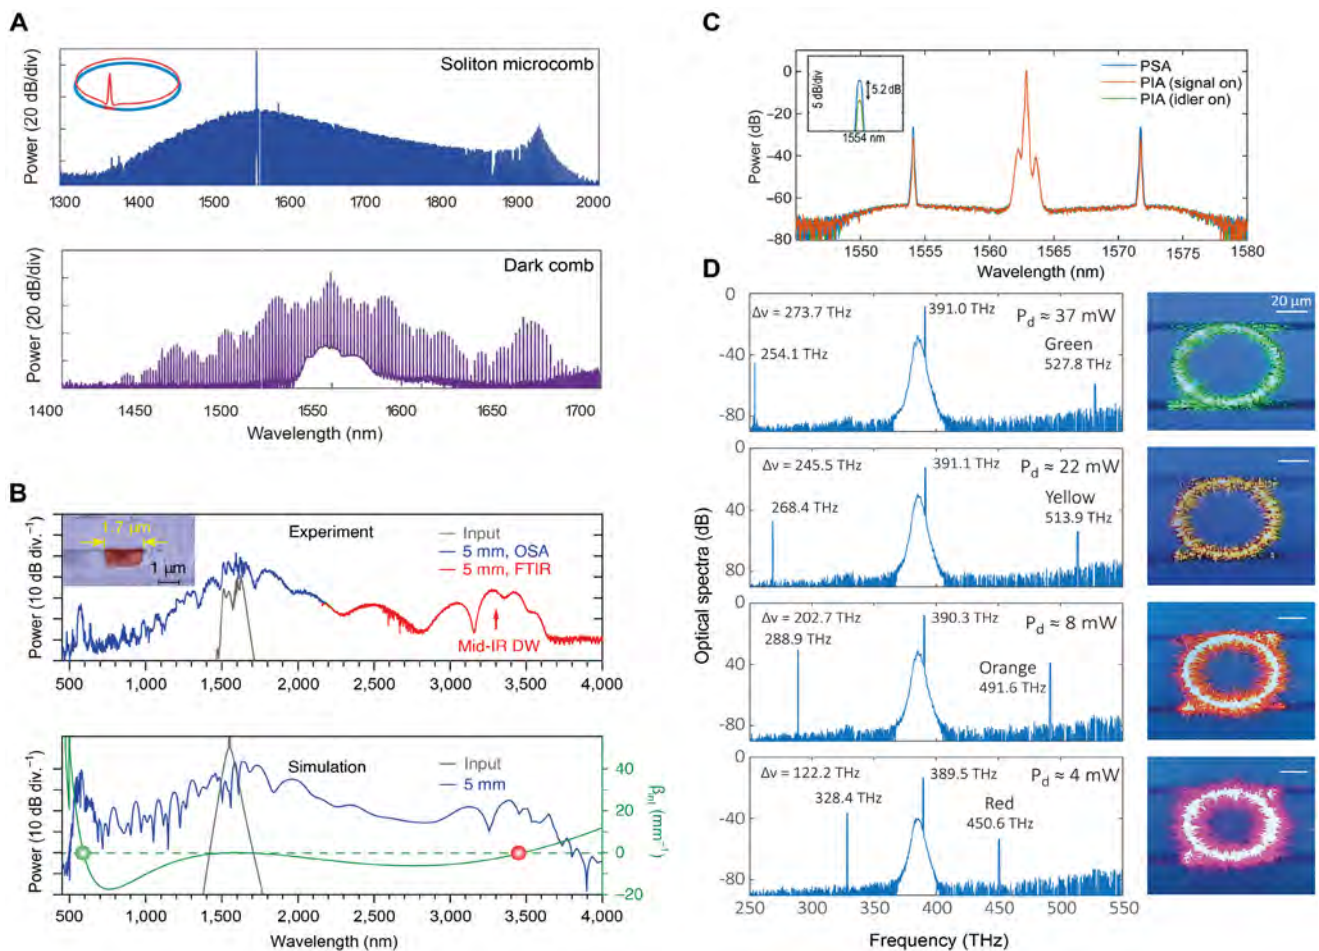 A
Soliton microcomb
Power (20 dB/div)
1300 1400 1500 1600 1700 1800 1900 2000
Dark comb
Power (20 dB/div)
1400 1450 1500 1550 1600 1650 1700
Wavelength (nm)
B
Experiment
1.7 μm
1 μm
Input
5 mm, OSA
5 mm, FTIR
Mid-IR DW
Power (10 dB div.⁻¹)
500 1,000 1,500 2,000 2,500 3,000 3,500 4,000
Simulation
Input
5 mm
Power (10 dB div.⁻¹)
40
20
0
−20
β_int (mm⁻¹)
500 1,000 1,500 2,000 2,500 3,000 3,500 4,000
Wavelength (nm)
C
PSA
PIA (signal on)
PIA (idler on)
5 dB/div
5.2 dB
1554 nm
Power (dB)
0
−20
−40
−60
−80
1550 1555 1560 1565 1570 1575 1580
Wavelength (nm)
D
Optical spectra (dB)
0
-40
-80
Δν = 273.7 THz
391.0 THz
P_d ≈ 37 mW
254.1 THz
Green
527.8 THz
20 μm
0
40
80
Δν = 245.5 THz
391.1 THz
P_d ≈ 22 mW
268.4 THz
Yellow
513.9 THz
0
40
-80
Δν = 202.7 THz
390.3 THz
P_d ≈ 8 mW
288.9 THz
Orange
491.6 THz
0
40
-80
Δν = 122.2 THz
389.5 THz
P_d ≈ 4 mW
328.4 THz
Red
450.6 THz
250 300 350 400 450 500 550
Frequency (THz)